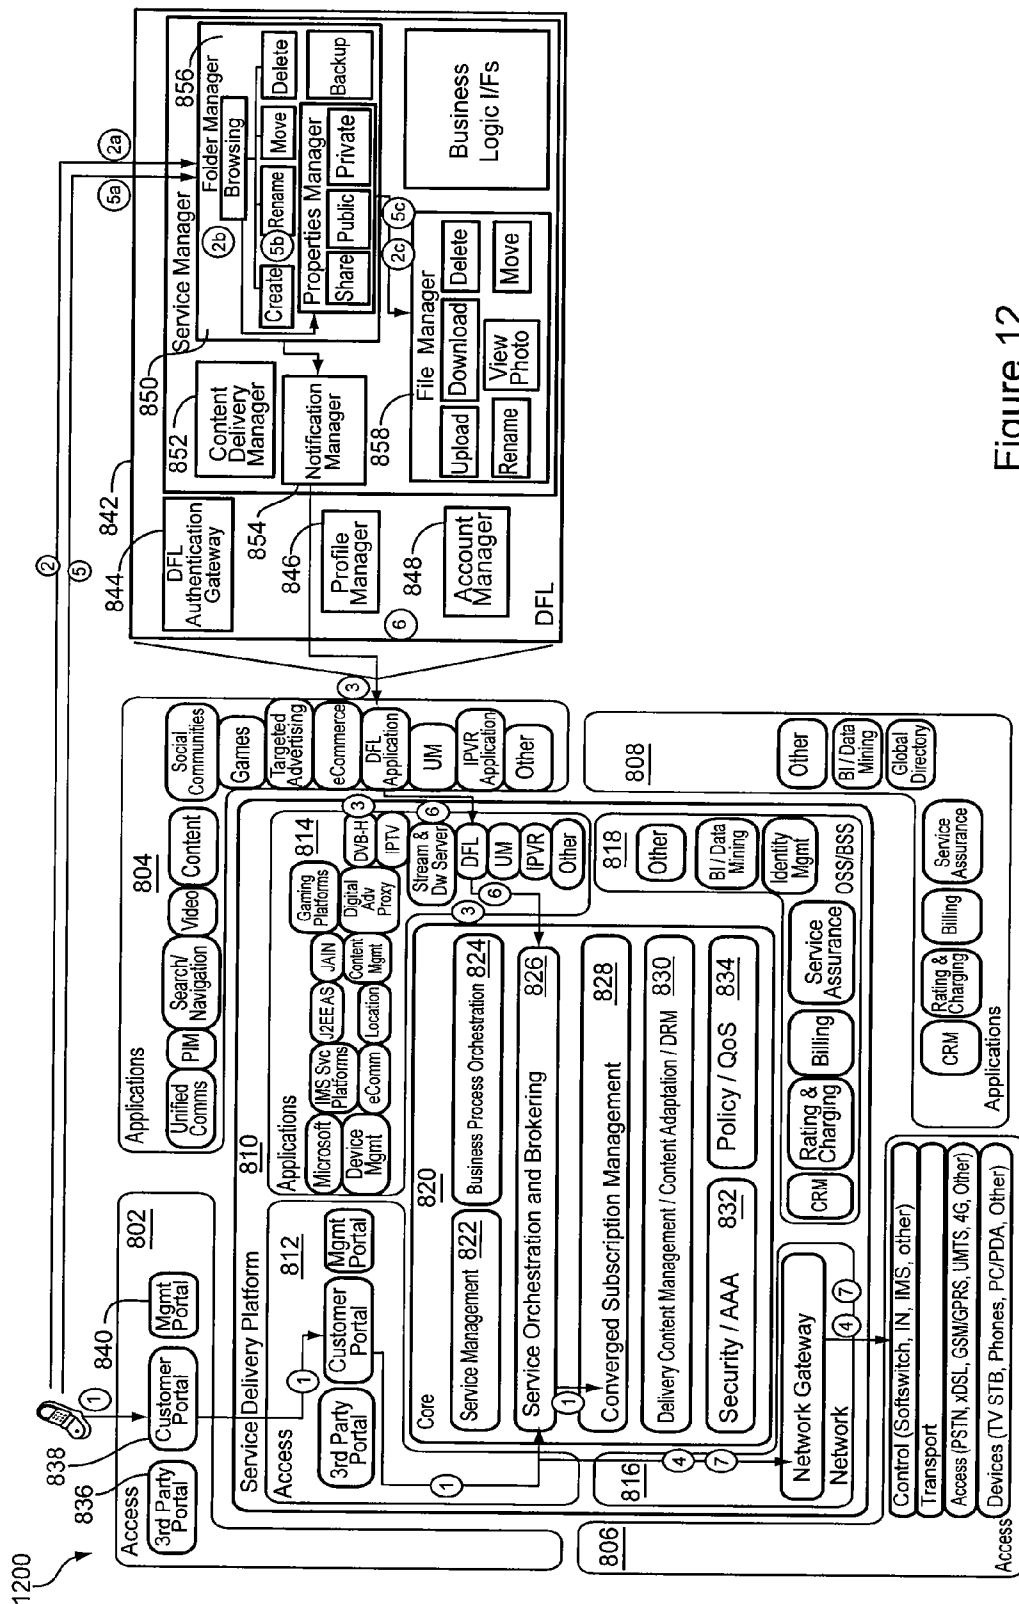 1200
Access
802
3rd Party
Portal
836
Customer
Portal
838
Mgmt
Portal
840
1
2
5
2a
5a
Applications
804
Unified
Comms
PIM
Search/
Navigation
Video
Content
Social
Communities
Games
Targeted
Advertising
eCommerce
DFL
Application
UM
IPVR
Application
Other
3
6
842
844
DFL
Authentication
Gateway
846
Profile
Manager
848
Account
Manager
DFL
Service Manager
850
852
Content
Delivery
Manager
854
Notification
Manager
Folder Manager
856
Browsing
2b
Create
5b
Rename
Move
Delete
Properties Manager
Share
Public
Private
Backup
2c
5c
858
File Manager
Upload
Download
Delete
Rename
View
Photo
Move
Business
Logic I/Fs
Service Delivery Platform
810
Access
812
3rd Party
Portal
Customer
Portal
Mgmt
Portal
1
1
Applications
814
Microsoft
IMS Svc
Platforms
J2EEAS
JAIN
Gaming
Platforms
DVB-H
3
Device
Mgmt
eComm
Location
Content
Mgmt
Digital
Adv
Proxy
IPTV
Stream &
Dw Server
6
DFL
UM
IPVR
Other
3
6
Core
820
Service Management 822
Business Process Orchestration 824
Service Orchestration and Brokering 826
1
Converged Subscription Management 828
Delivery Content Management / Content Adaptation / DRM 830
Security / AAA 832
Policy / QoS 834
818
Other
BI / Data
Mining
Identity
Mgmt
OSS/BSS
CRM
Rating &
Charging
Billing
Service
Assurance
816
4
7
Network Gateway
Network
4
7
806
Control (Softswitch, IN, IMS, other)
Transport
Access (PSTN, xDSL, GSM/GPRS, UMTS, 4G, Other)
Devices (TV STB, Phones, PC/PDA, Other)
Access
808
Other
BI / Data
Mining
Global
Directory
CRM
Rating &
Charging
Billing
Service
Assurance
Applications
Figure 12